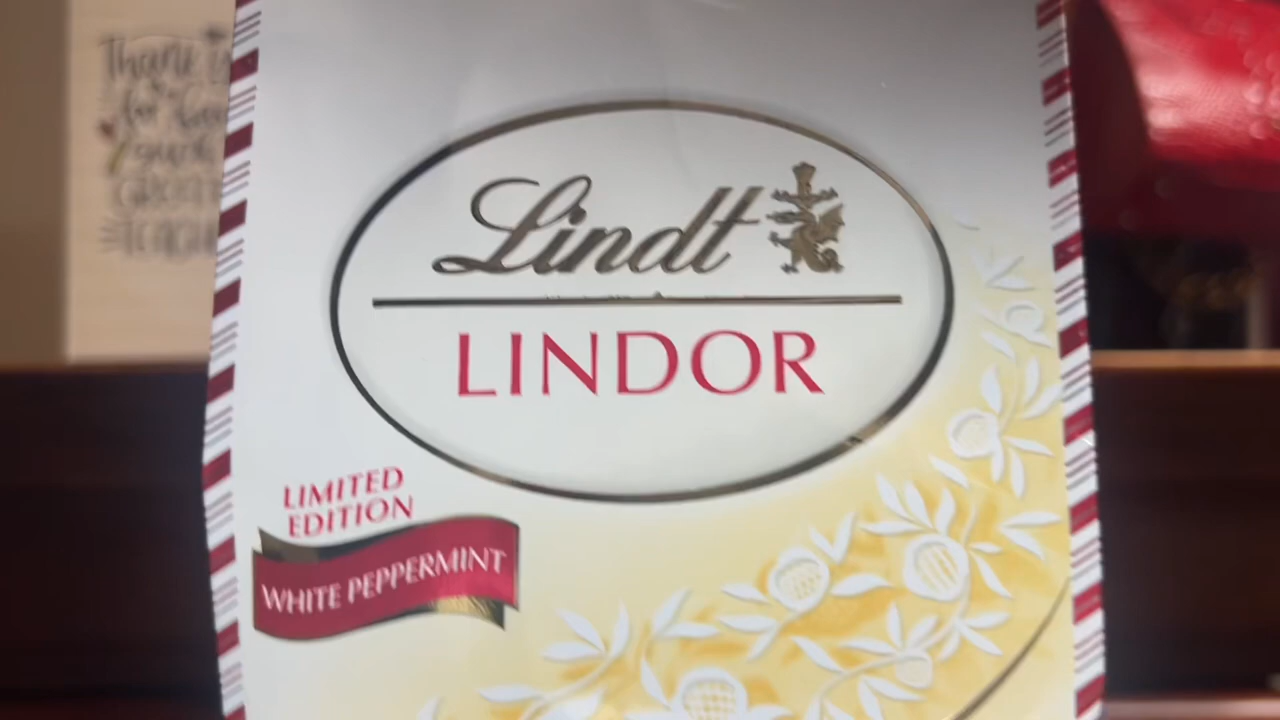 Lindt
LINDOR
LIMITED
EDITION
WHITE PEPPERMINT